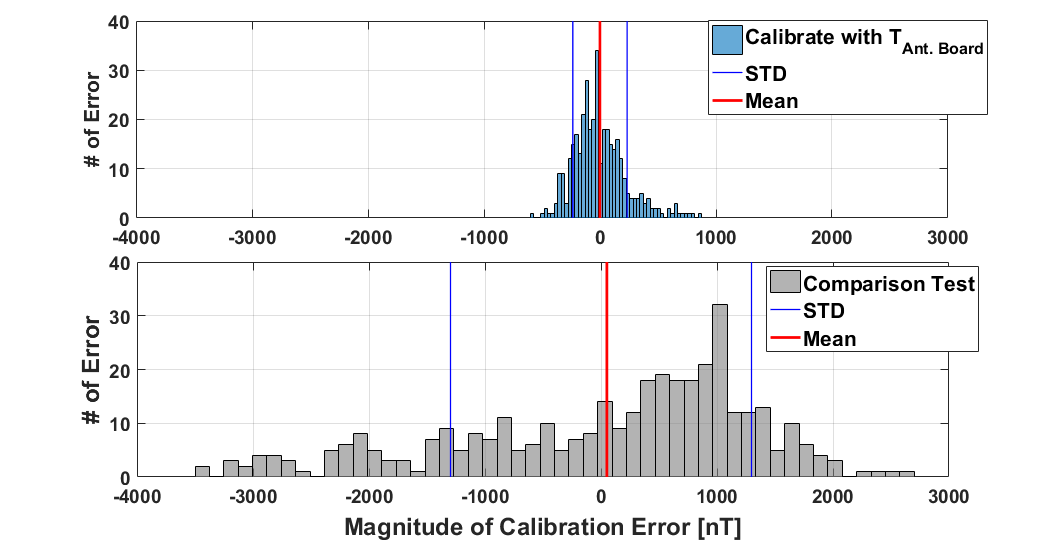 40
30
20
10
0
# of Error
-4000 -3000 -2000 -1000 0 1000 2000 3000
Calibrate with T Ant. Board
STD
Mean
40
30
20
10
0
# of Error
-4000 -3000 -2000 -1000 0 1000 2000 3000
Comparison Test
STD
Mean
Magnitude of Calibration Error [nT]